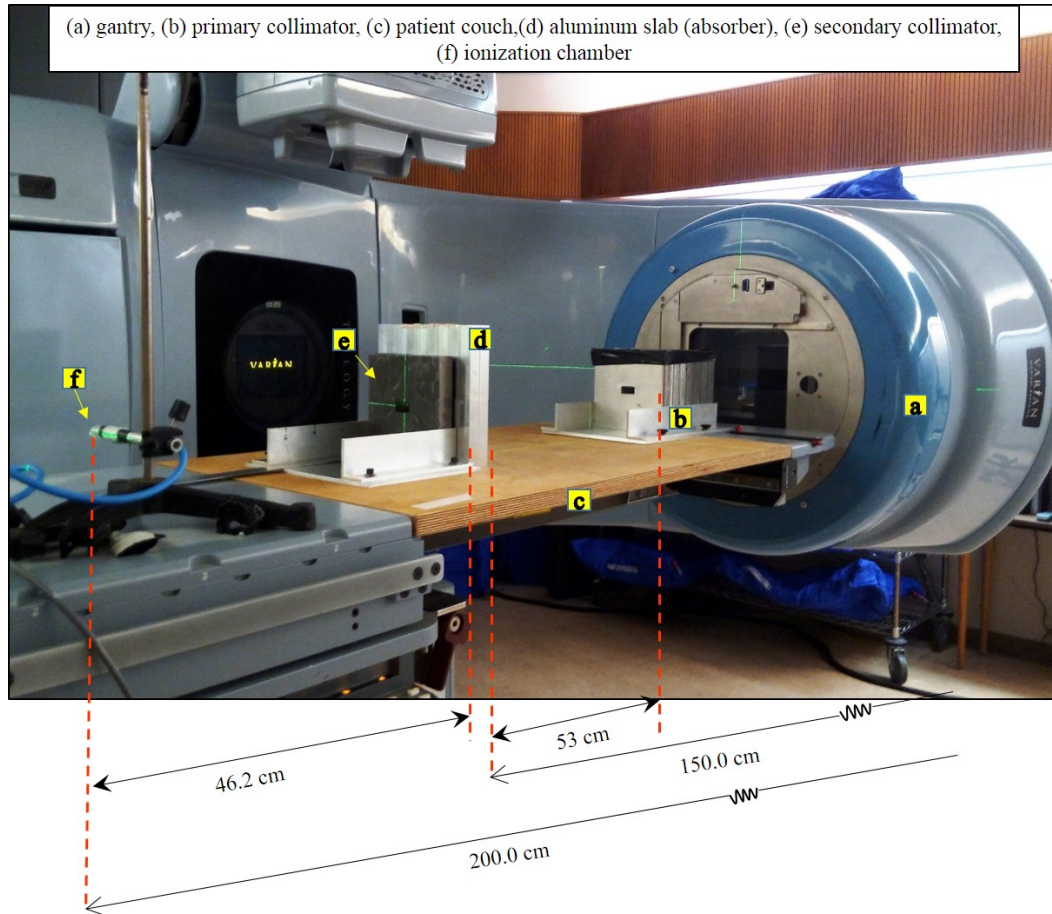 (a) gantry, (b) primary collimator, (c) patient couch,(d) aluminum slab (absorber), (e) secondary collimator,
(f) ionization chamber
VARIAN
OLOGY
VARIAN
f
e
d
b
a
c
46.2 cm
53 cm
150.0 cm
200.0 cm